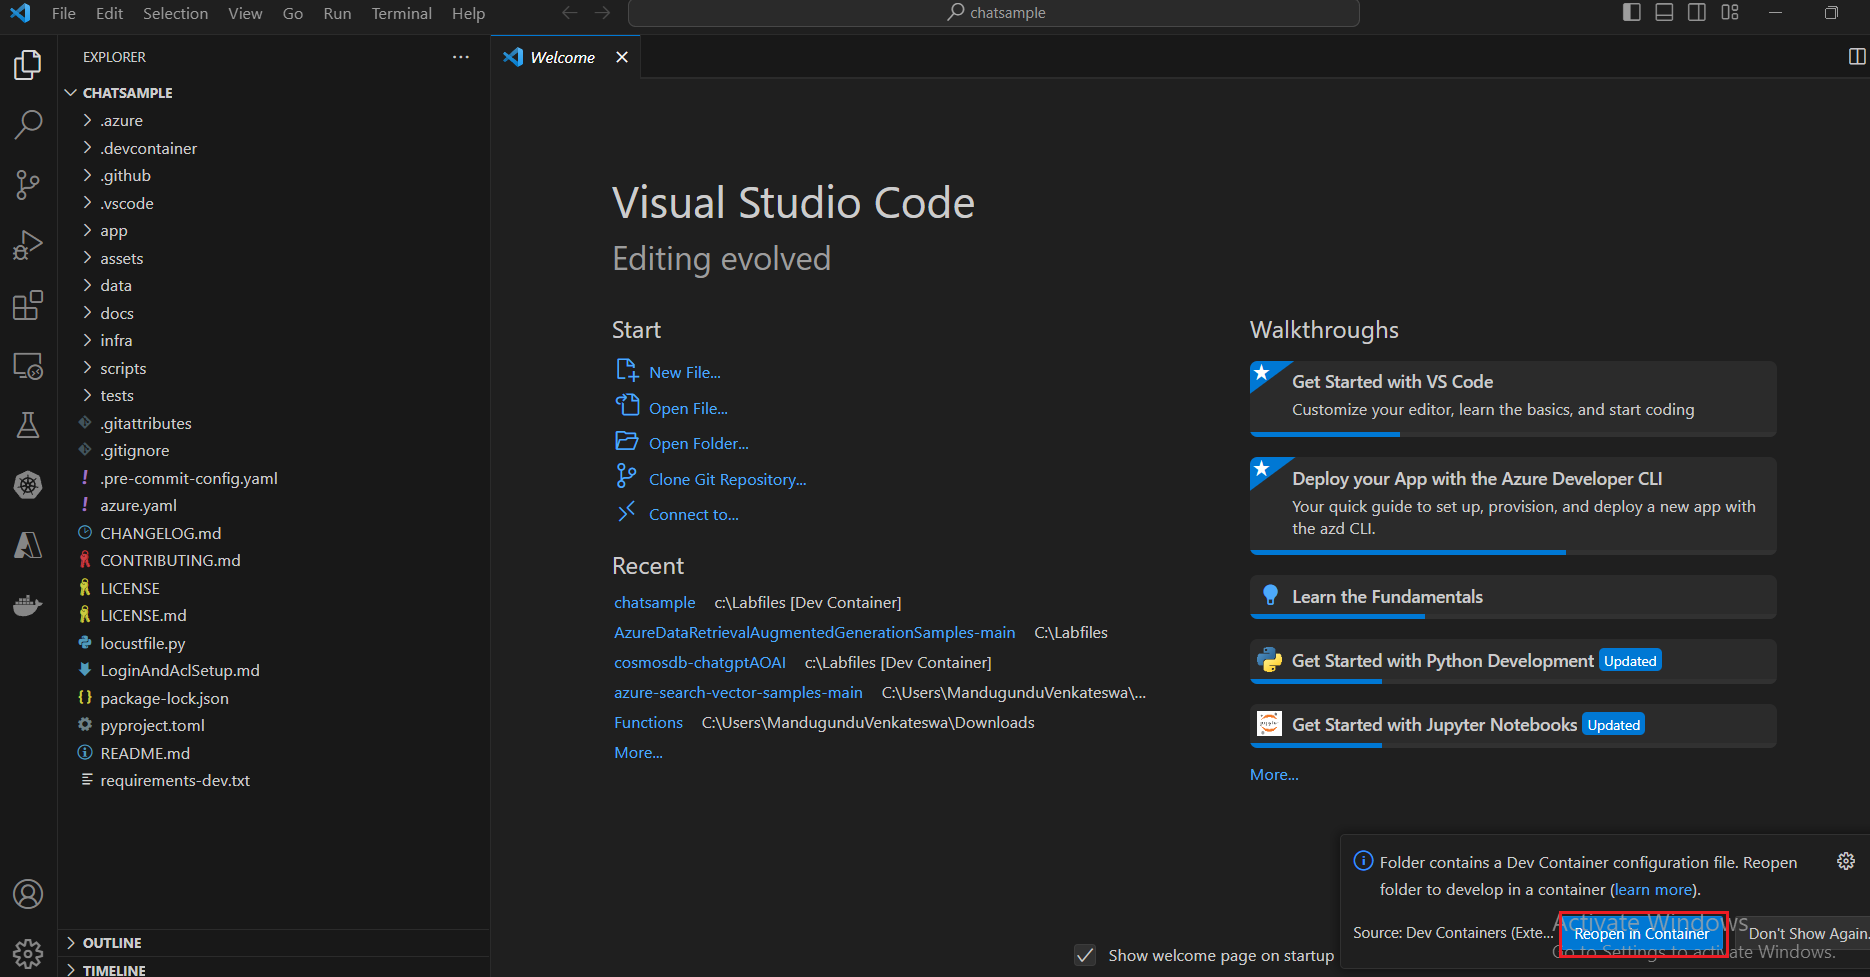 File Edit Selection View Go Run Terminal Help
chatsample
EXPLORER
Welcome
CHATSAMPLE
.azure
.devcontainer
.github
.vscode
app
assets
data
docs
infra
scripts
tests
.gitattributes
.gitignore
.pre-commit-config.yaml
azure.yaml
CHANGELOG.md
CONTRIBUTING.md
LICENSE
LICENSE.md
locustfile.py
LoginAndAclSetup.md
package-lock.json
pyproject.toml
README.md
requirements-dev.txt
OUTLINE
TIMELINE
Visual Studio Code
Editing evolved
Start
New File...
Open File...
Open Folder...
Clone Git Repository...
Connect to...
Recent
chatsample c:\Labfiles [Dev Container]
AzureDataRetrievalAugmentedGenerationSamples-main C:\Labfiles
cosmosdb-chatgptAOAI c:\Labfiles [Dev Container]
azure-search-vector-samples-main C:\Users\MandugunduVenkateswa\...
Functions C:\Users\MandugunduVenkateswa\Downloads
More...
Walkthroughs
Get Started with VS Code
Customize your editor, learn the basics, and start coding
Deploy your App with the Azure Developer CLI
Your quick guide to set up, provision, and deploy a new app with
the azd CLI.
Learn the Fundamentals
Get Started with Python Development Updated
Get Started with Jupyter Notebooks Updated
More...
Show welcome page on startup
Folder contains a Dev Container configuration file. Reopen
folder to develop in a container (learn more).
Source: Dev Containers (Exte...
Reopen in Container
Don't Show Again.
Activate Windows
Go to Settings to activate Windows.